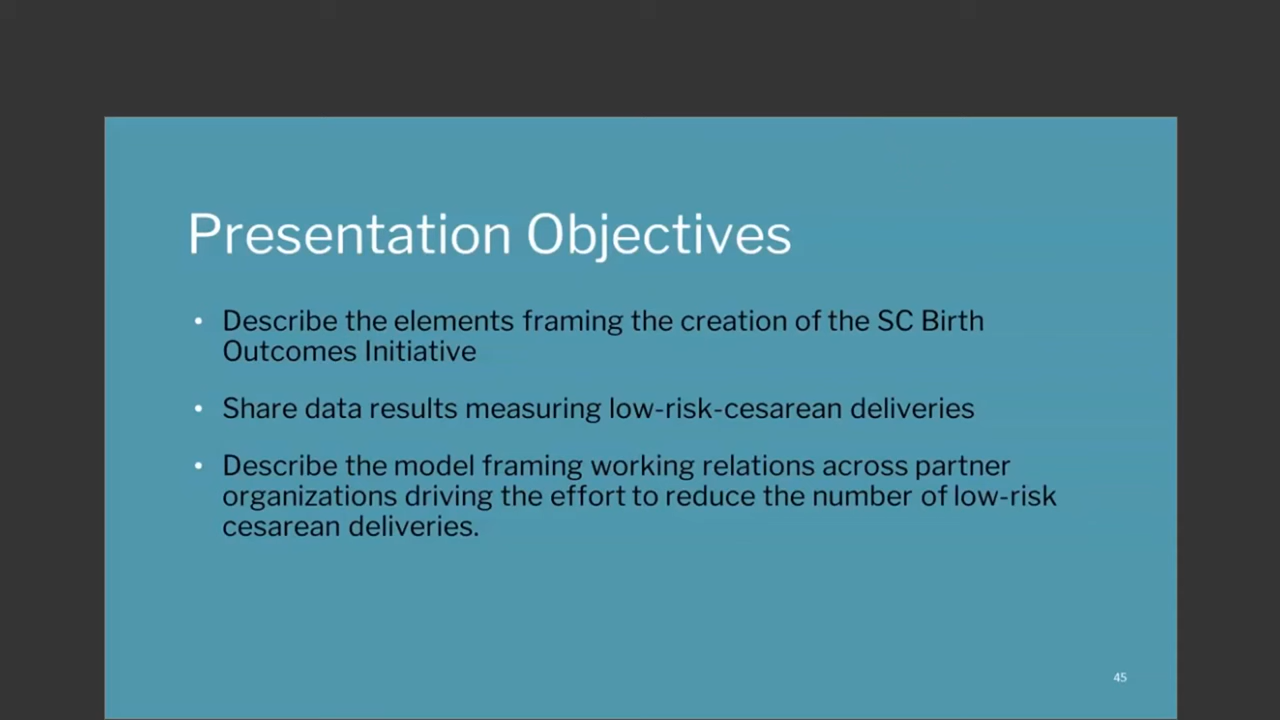 Presentation Objectives
• Describe the elements framing the creation of the SC Birth
Outcomes Initiative
• Share data results measuring low-risk-cesarean deliveries
• Describe the model framing working relations across partner
organizations driving the effort to reduce the number of low-risk
cesarean deliveries.
45